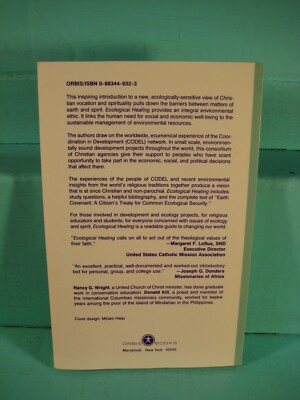 ORBIS/ISBN 0-88344-932-3
This inspiring introduction to a new, ecologically-sensitive view of Chris-
tian vocation and spirituality pulls down the barriers between matters of
earth and spirit. Ecological Healing provides an integral environmental
ethic. It links the human need for social and economic well-being to the
sustainable management of environmental resources.
The authors draw on the worldwide, enumenical experience of the Coor-
dination in Development (CODEL) network. In small scale, environmen-
tally sound development projects throughout the world, this consortium
of Christian agencies give their support to peoples who have scant
opportunity to take part in the economic, social, and political decisions
that affect them.
The experiences of the people of CODEL and recent environmental
insights from the world's religious traditions together produce a vision
that is at once Christian and non-parochial. Ecological Healing includes
study questions, a helpful bibliography, and the complete text of "Earth
Covenant: A Citizen's Treaty for Common Ecological Security."
For those involved in development and ecology projects, for religious
educators and students, for everyone concerned with issues of ecology
and spirit, Ecological Healing is a readable guide to changing our world.
"Ecological Healing calls on all to act out of the theological values of
their faith."
—Margaret F. Loftus, SND
Executive Director
United States Catholic Mission Association
"An excellent, practical, well-documented and worked-out introductory
text for personal, group, and college use."
—Joseph G. Donders
Missionaries of Africa
Nancy G. Wright, a United Church of Christ minister, has done graduate
work in conservation education. Donald Kill, a priest and member of
the international Columban missionary community, worked for twelve
years among the poor of the island of Mindanao in the Philippines.
Cover design: Miriam Haas
ORBIS BOOKS
Maryknoll, New York 10545